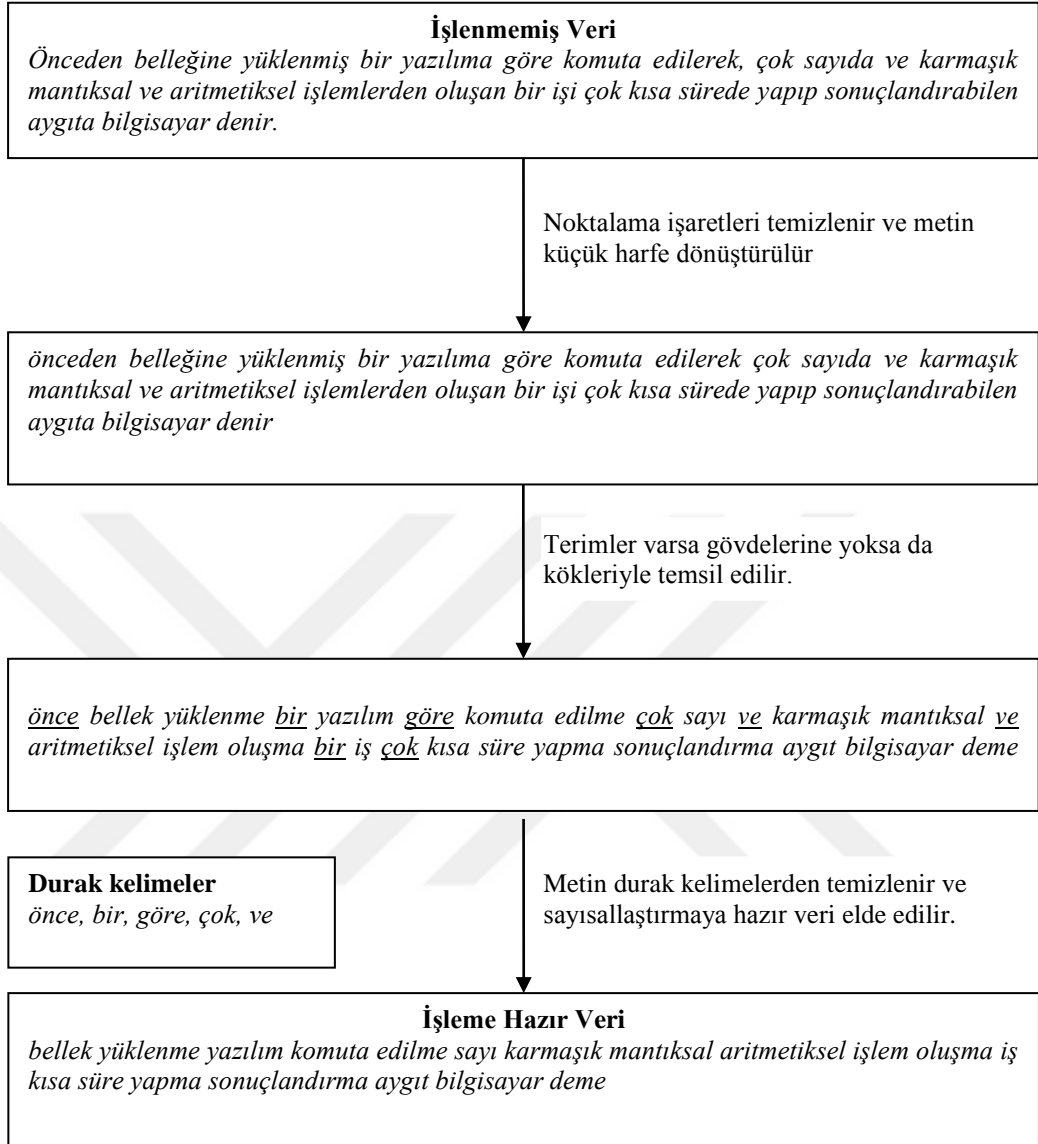 İşlenmemiş Veri
Önceden belleğine yüklenmiş bir yazılıma göre komuta edilerek, çok sayıda ve karmaşık
mantıksal ve aritmetiksel işlemlerden oluşan bir işi çok kısa sürede yapıp sonuçlandırabilen
aygıta bilgisayar denir.
Noktalama işaretleri temizlenir ve metin
küçük harfe dönüştürülür
önceden belleğine yüklenmiş bir yazılıma göre komuta edilerek çok sayıda ve karmaşık
mantıksal ve aritmetiksel işlemlerden oluşan bir işi çok kısa sürede yapıp sonuçlandırabilen
aygıta bilgisayar denir
Terimler varsa gövdelerine yoksa da
kökleriyle temsil edilir.
önce bellek yüklenme bir yazılım göre komuta edilme çok sayı ve karmaşık mantıksal ve
aritmetiksel işlem oluşma bir iş çok kısa süre yapma sonuçlandırma aygıt bilgisayar deme
Durak kelimeler
önce, bir, göre, çok, ve
Metin durak kelimelerden temizlenir ve
sayısallaştırmaya hazır veri elde edilir.
İşleme Hazır Veri
bellek yüklenme yazılım komuta edilme sayı karmaşık mantıksal aritmetiksel işlem oluşma iş
kısa süre yapma sonuçlandırma aygıt bilgisayar deme